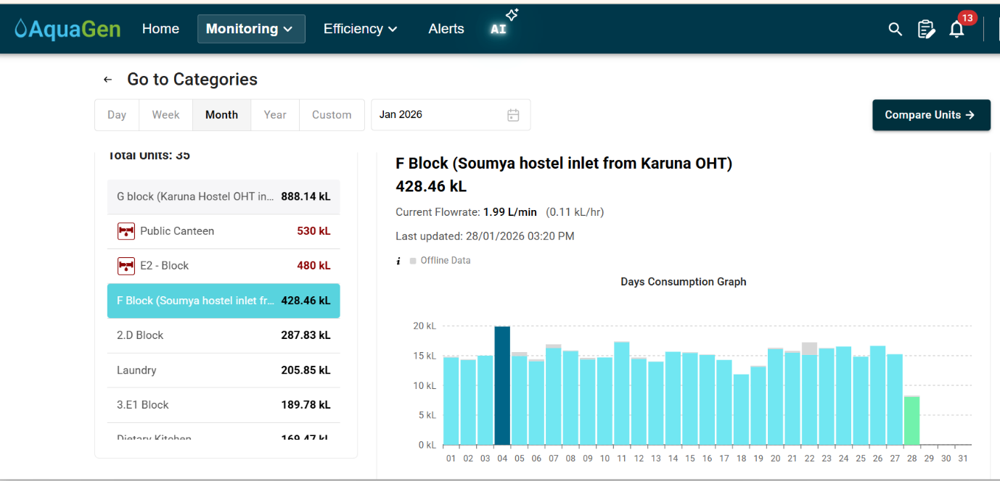 AquaGen Home Monitoring Efficiency Alerts AI 13
← Go to Categories
Day Week Month Year Custom Jan 2026 Compare Units →
Total Units: 35
G block (Karuna Hostel OHT in... 888.14 kL
Public Canteen 530 kL
E2 - Block 480 kL
F Block (Soumya hostel inlet fr... 428.46 kL
2.D Block 287.83 kL
Laundry 205.85 kL
3.E1 Block 189.78 kL
Dietary Kitchen 169.47 kL
F Block (Soumya hostel inlet from Karuna OHT)
428.46 kL
Current Flowrate: 1.99 L/min (0.11 kL/hr)
Last updated: 28/01/2026 03:20 PM
i Offline Data
Days Consumption Graph
20 kL
15 kL
10 kL
5 kL
0 kL
01 02 03 04 05 06 07 08 09 10 11 12 13 14 15 16 17 18 19 20 21 22 23 24 25 26 27 28 29 30 31